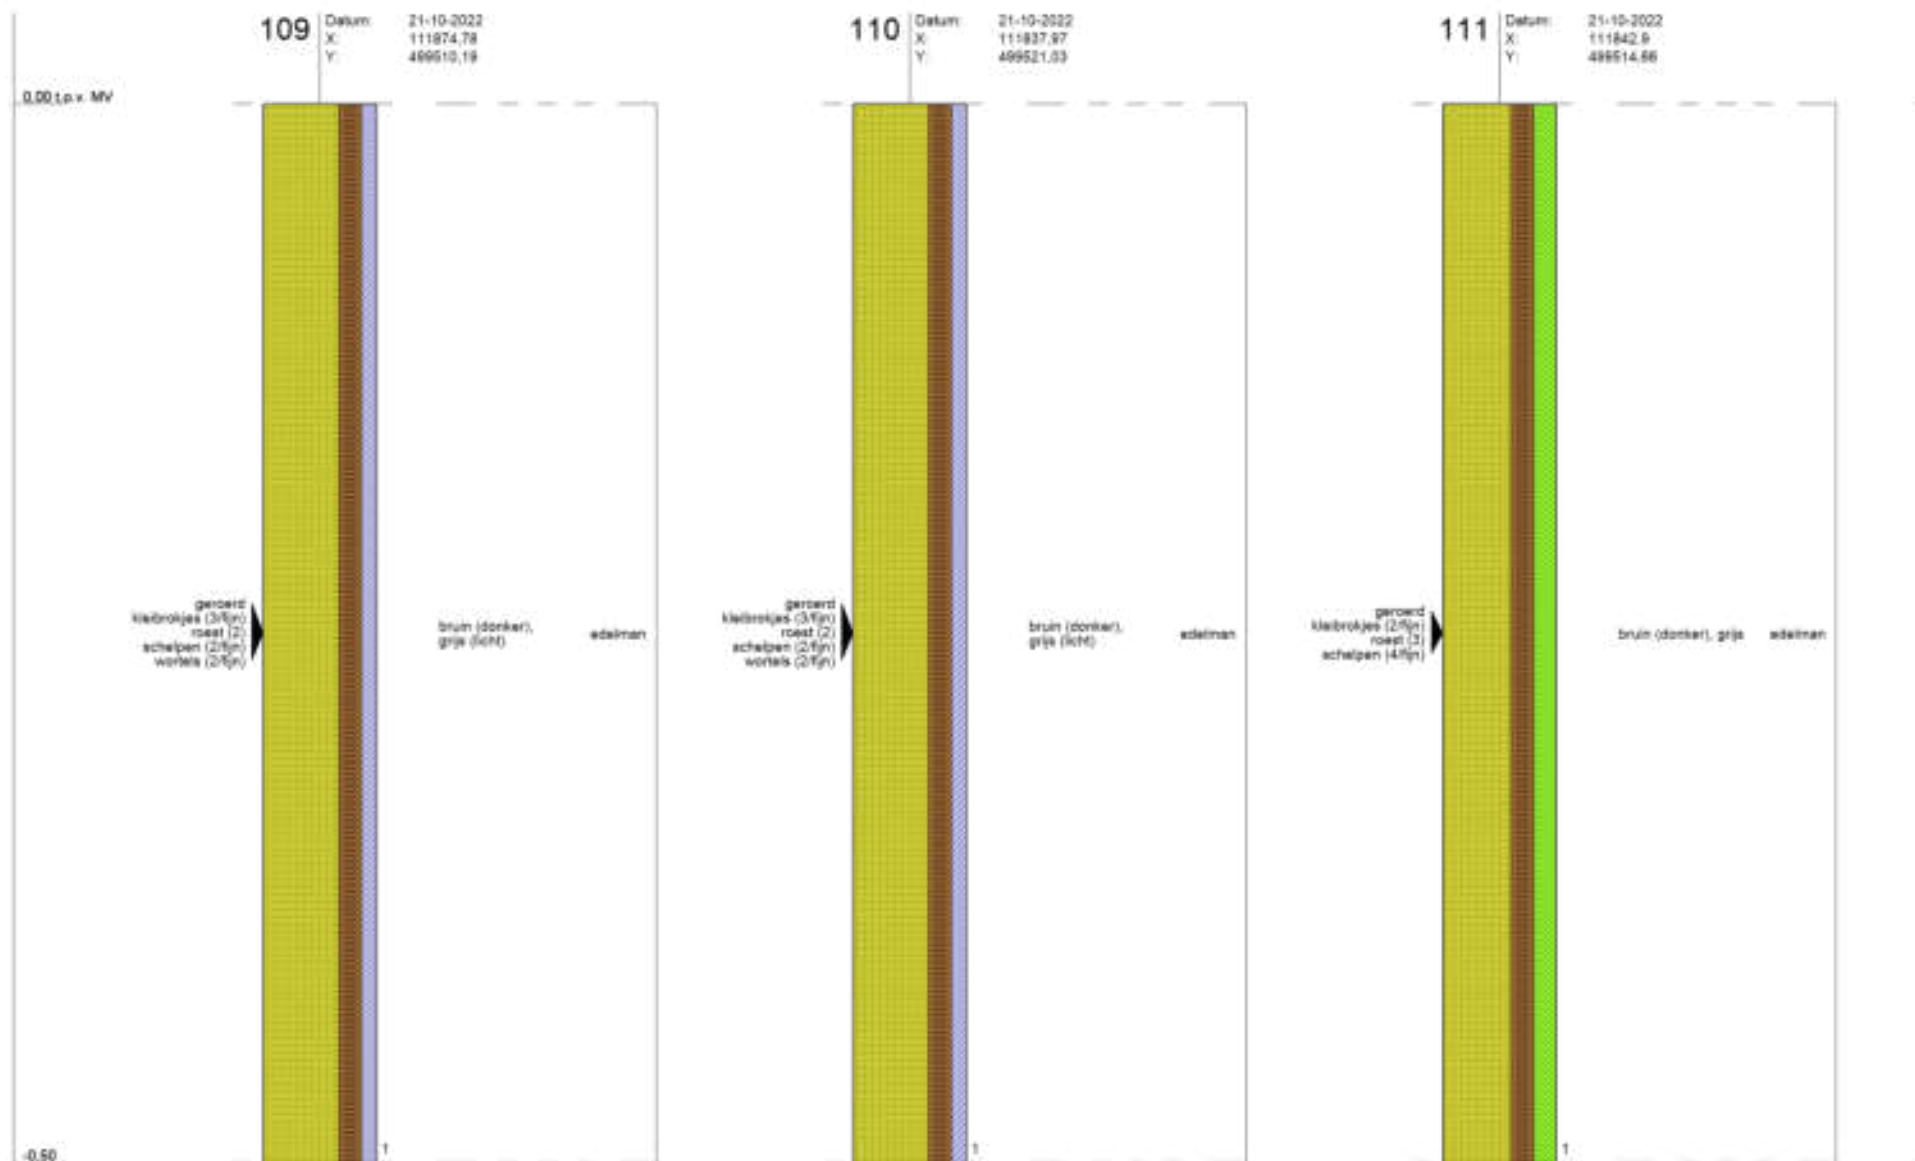 109 Datum: 21-10-2022
X: 111874,78
Y: 499510,19
110 Datum: 21-10-2022
X: 111837,97
Y: 499521,03
111 Datum: 21-10-2022
X: 111842,9
Y: 499514,66
0,00 t.o.v. MV
geroerd
kleibrokjes (3/fijn)
roest (2)
schelpen (2/fijn)
wortels (2/fijn)
bruin (donker),
grijs (licht)
edelman
geroerd
kleibrokjes (3/fijn)
roest (2)
schelpen (2/fijn)
wortels (2/fijn)
bruin (donker),
grijs (licht)
edelman
geroerd
kleibrokjes (2/fijn)
roest (3)
schelpen (4/fijn)
bruin (donker), grijs
edelman
-0,50
1
1
1